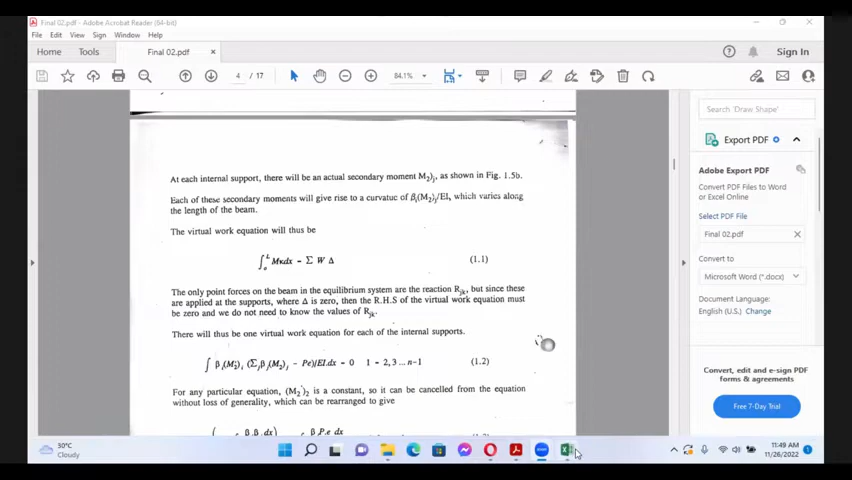 Final 02.pdf - Adobe Acrobat Reader (64-bit)
File Edit View Sign Window Help
Home Tools Final 02.pdf × Sign In
4 / 17 84.1%
At each internal support, there will be an actual secondary moment M₂)ⱼ, as shown in Fig. 1.5b.
Each of these secondary moments will give rise to a curvatuc of βⱼ(M₂)ⱼ/EI, which varies along
the length of the beam.
The virtual work equation will thus be
∫₀ᴸ Mκdx = Σ W Δ (1.1)
The only point forces on the beam in the equilibrium system are the reaction Rⱼₖ, but since these
are applied at the supports, where Δ is zero, then the R.H.S of the virtual work equation must
be zero and we do not need to know the values of Rⱼₖ.
There will thus be one virtual work equation for each of the internal supports.
∫ βᵢ(M₂)ᵢ (Σⱼβⱼ(M₂)ⱼ - Pe)/EI.dx = 0 1 = 2,3 ... n-1 (1.2)
For any particular equation, (M₂)₂ is a constant, so it can be cancelled from the equation
without loss of generality, which can be rearranged to give
Search 'Draw Shape'
Export PDF
Adobe Export PDF
Convert PDF Files to Word
or Excel Online
Select PDF File
Final 02.pdf ×
Convert to
Microsoft Word (*.docx)
Document Language:
English (U.S.) Change
Convert, edit and e-sign PDF
forms & agreements
Free 7-Day Trial
30°C
Cloudy
11:49 AM
11/26/2022